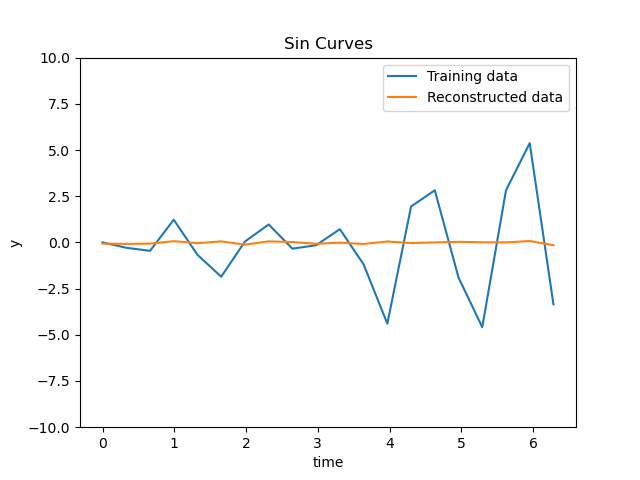 Sin Curves
Training data
Reconstructed data
10.0
7.5
5.0
2.5
0.0
−2.5
−5.0
−7.5
−10.0
y
0 1 2 3 4 5 6
time